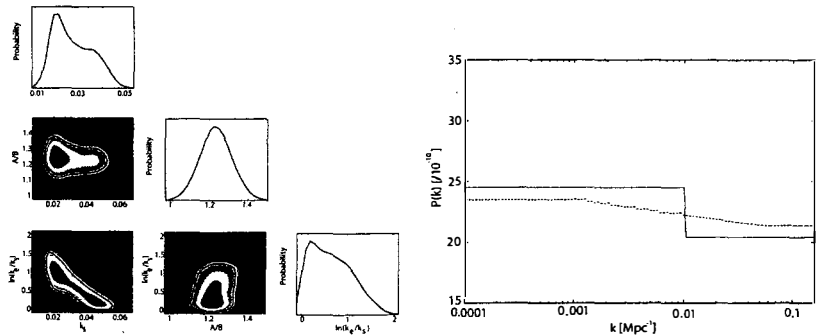 Probability
0.01 0.03 0.05
A/B
1.4
1.3
1.2
1.1
1
0.02 0.04 0.06
Probability
1 1.2 1.4
ln(k_e/k_s)
2
1.5
1
0.5
0
0.02 0.04 0.06
k_s
ln(k_e/k_s)
2
1.5
1
0.5
0
1 1.2 1.4
A/B
Probability
0 1 2
ln(k_e/k_s)
P(k) [/10^-10]
35
30
25
20
15
0.0001 0.001 0.01 0.1
k [Mpc^-1]